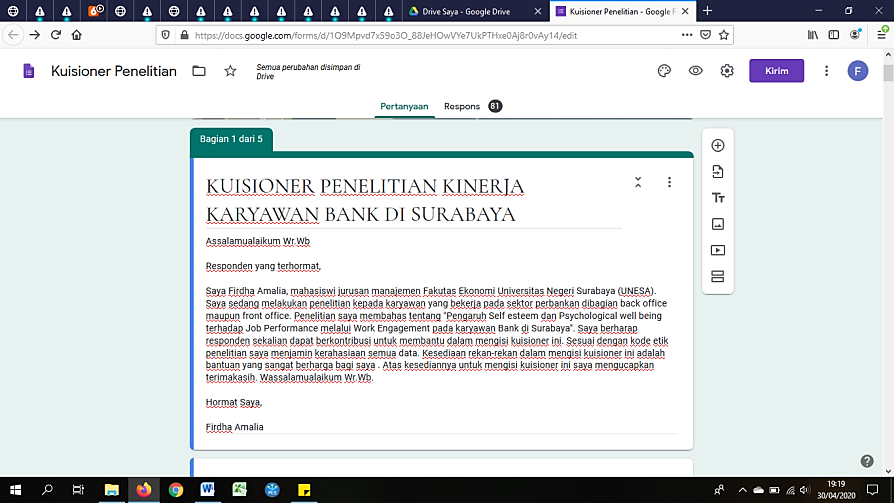 Drive Saya - Google Drive
Kuisioner Penelitian - Google F
https://docs.google.com/forms/d/1O9Mpvd7x59o3O_88JeHOwVYe7UkPTHxe0Aj8r0vAy14/edit
Kuisioner Penelitian
Semua perubahan disimpan di
Drive
Kirim
F
Pertanyaan
Respons
81
Bagian 1 dari 5
KUISIONER PENELITIAN KINERJA
KARYAWAN BANK DI SURABAYA
Assalamualaikum Wr.Wb
Responden yang terhormat,
Saya Firdha Amalia, mahasiswi jurusan manajemen Fakutas Ekonomi Universitas Negeri Surabaya (UNESA).
Saya sedang melakukan penelitian kepada karyawan yang bekerja pada sektor perbankan dibagian back office
maupun front office. Penelitian saya membahas tentang "Pengaruh Self esteem dan Psychological well being
terhadap Job Performance melalui Work Engagement pada karyawan Bank di Surabaya". Saya berharap
responden sekalian dapat berkontribusi untuk membantu dalam mengisi kuisioner ini. Sesuai dengan kode etik
penelitian saya menjamin kerahasiaan semua data. Kesediaan rekan-rekan dalam mengisi kuisioner ini adalah
bantuan yang sangat berharga bagi saya . Atas kesediannya untuk mengisi kuisioner ini saya mengucapkan
terimakasih. Wassalamualaikum Wr.Wb.
Hormat Saya,
Firdha Amalia
Tт
19:19
30/04/2020